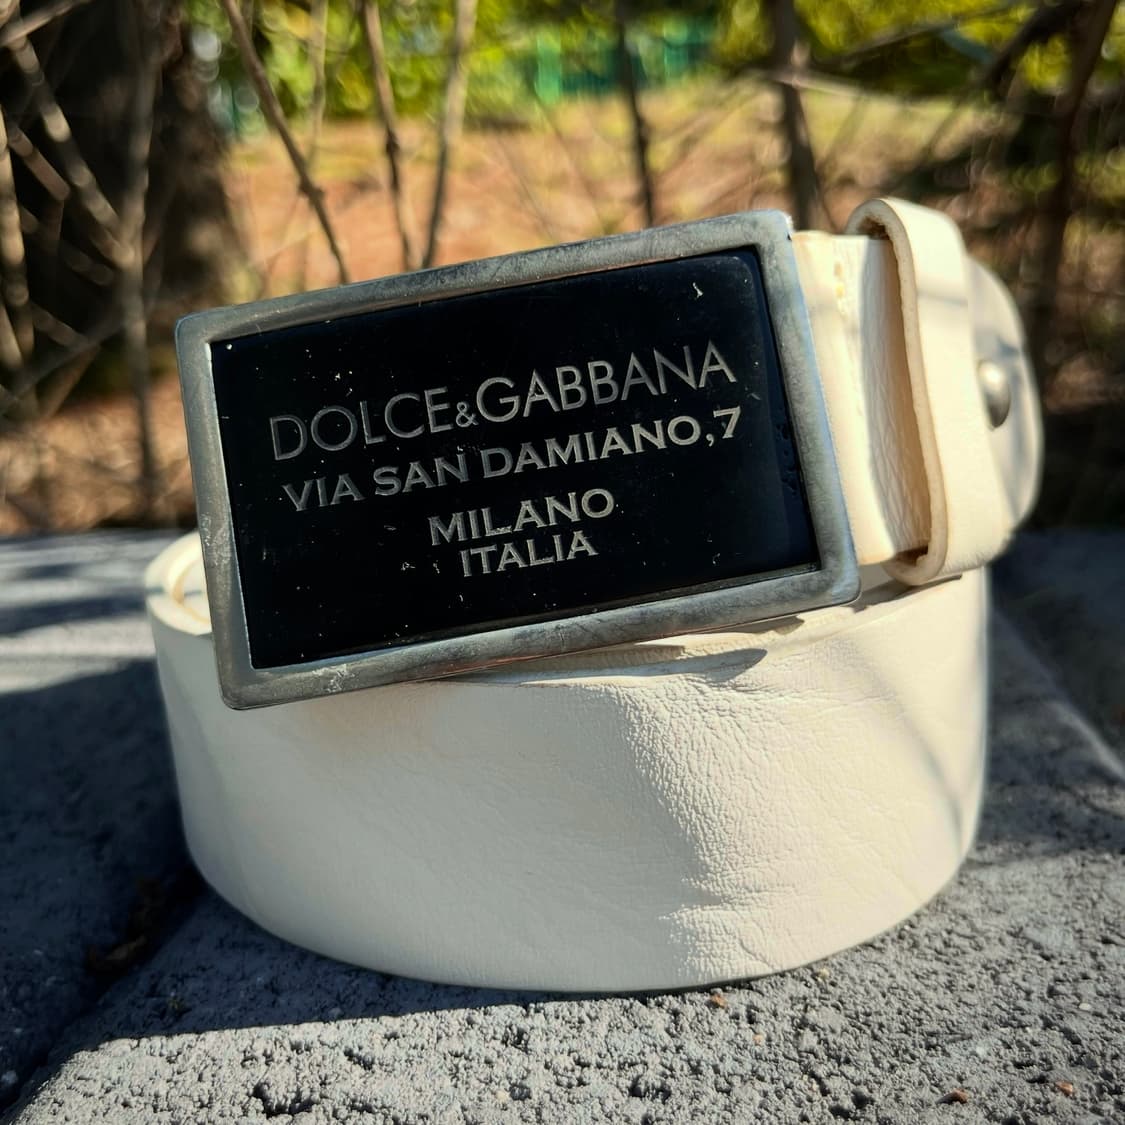 DOLCE&GABBANA
VIA SAN DAMIANO,7
MILANO
ITALIA